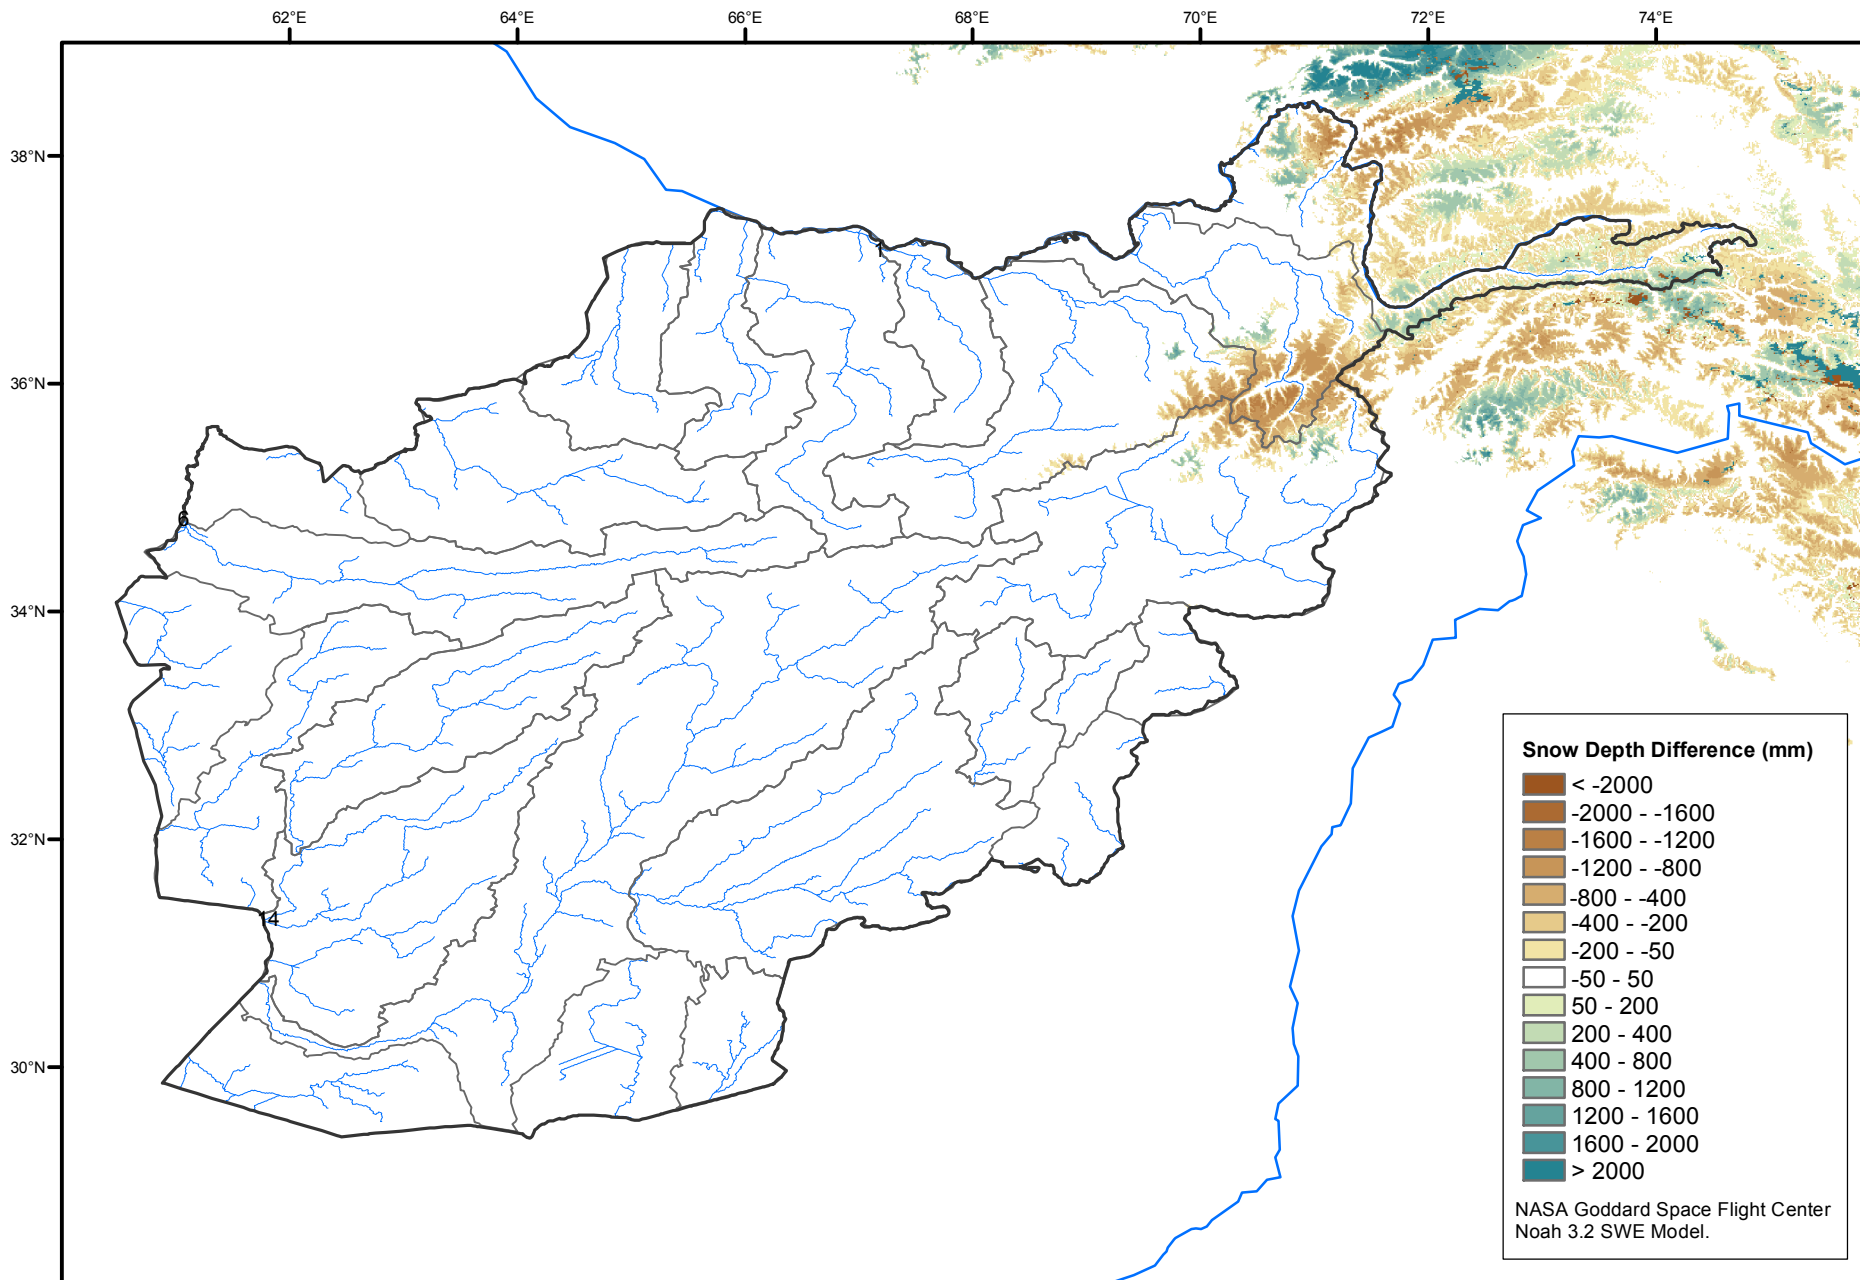 62°E 64°E 66°E 68°E 70°E 72°E 74°E
38°N
1
36°N
6
34°N
32°N
14
30°N
Snow Depth Difference (mm)
< -2000
-2000 - -1600
-1600 - -1200
-1200 - -800
-800 - -400
-400 - -200
-200 - -50
-50 - 50
50 - 200
200 - 400
400 - 800
800 - 1200
1200 - 1600
1600 - 2000
> 2000
NASA Goddard Space Flight Center
Noah 3.2 SWE Model.